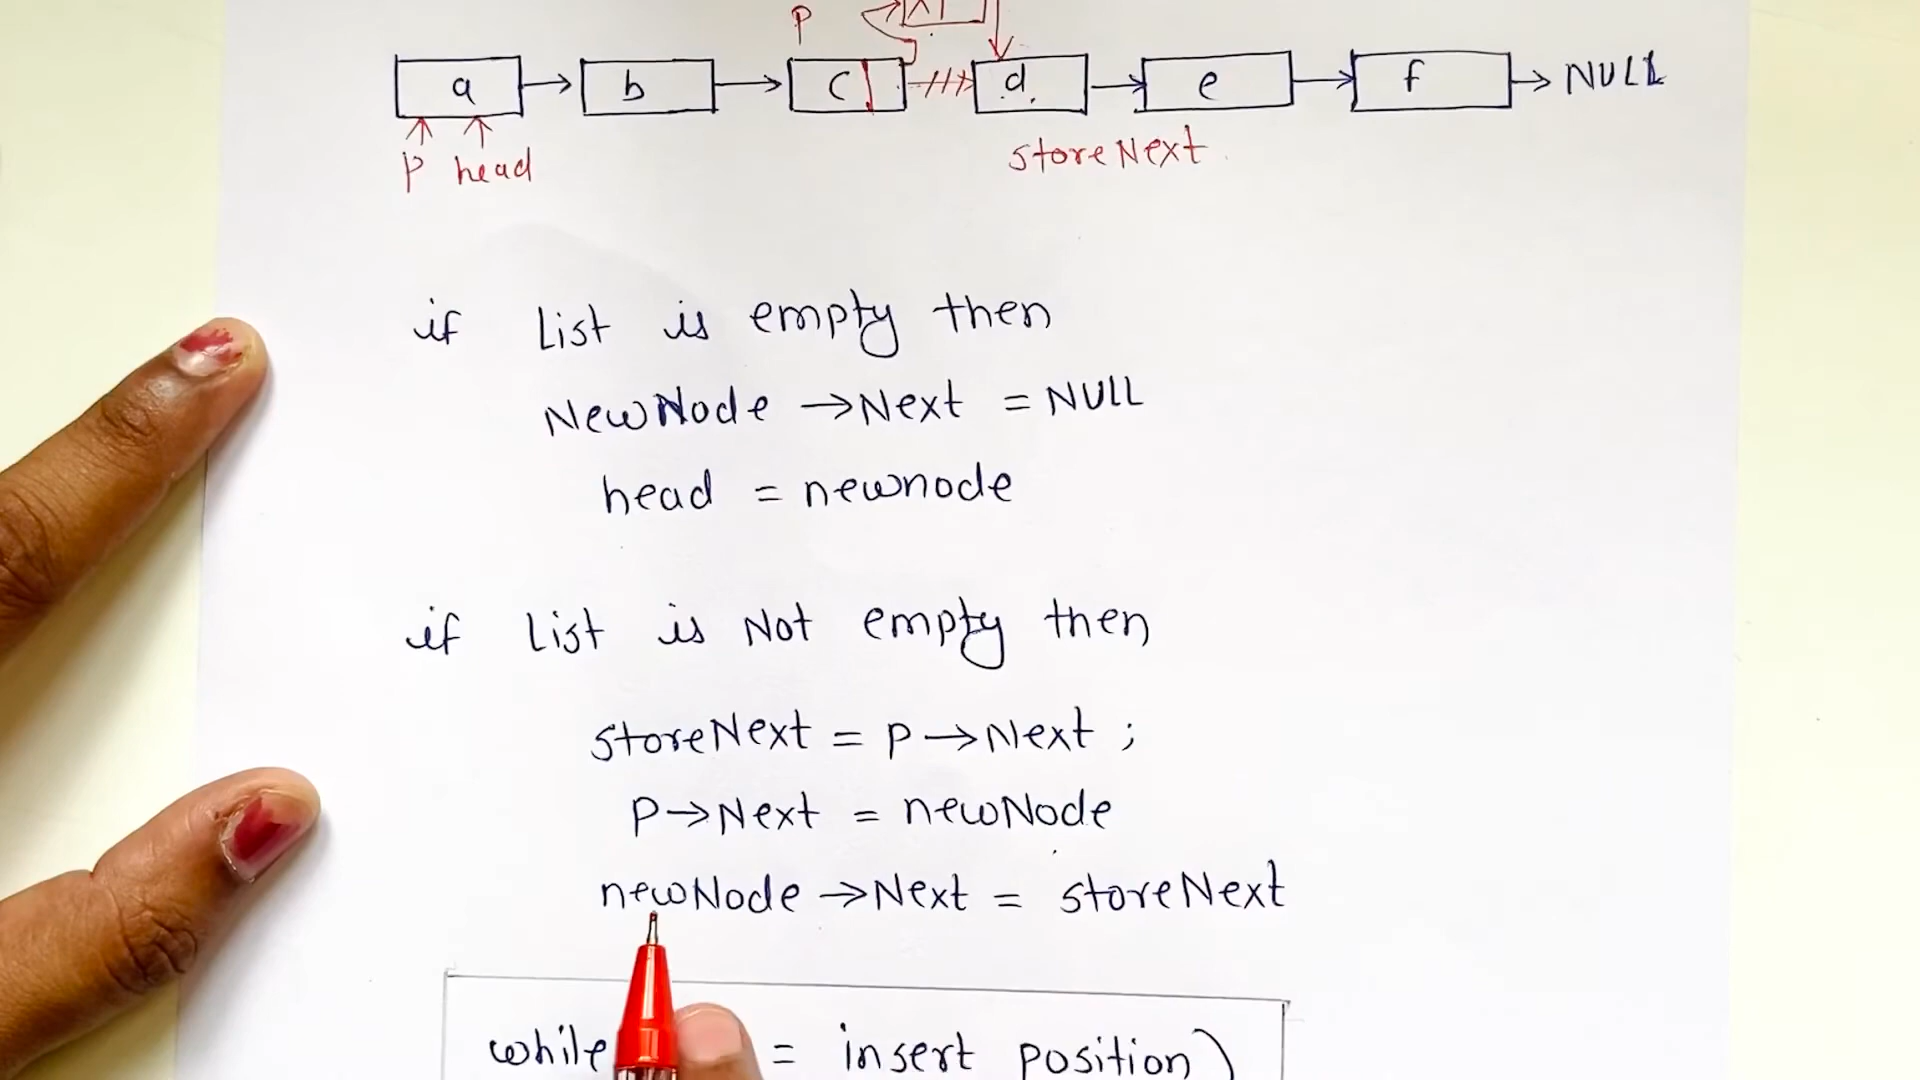 P
a b c d e f NULL
P head storeNext
if List is empty then
NewNode →Next = NULL
head = newnode
if List is Not empty then
storeNext = P→Next ;
P→Next = newNode
newNode →Next = storeNext
while = insert position)